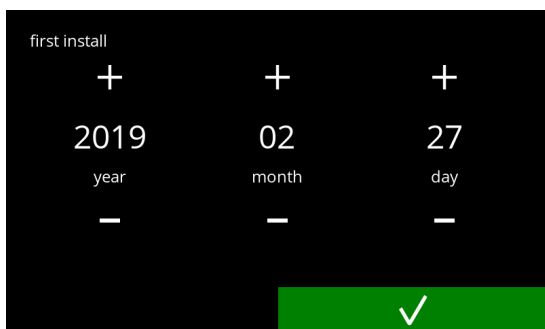 first install
+ + +
2019 02 27
year month day
- - -